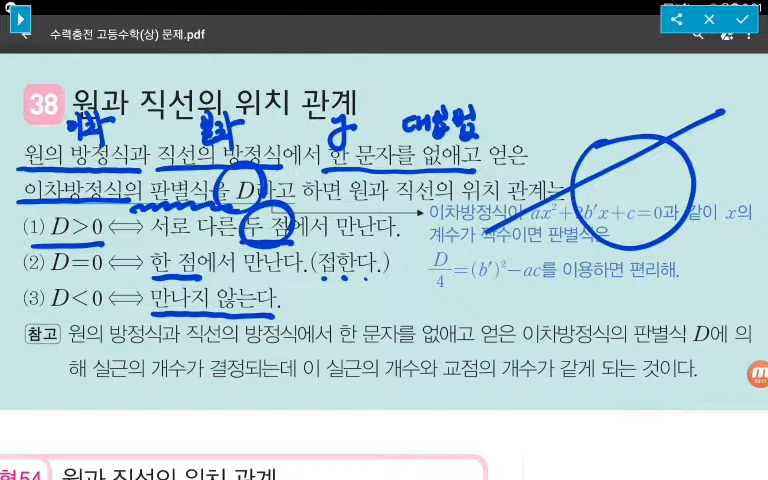 수력충전 고등수학(상) 문제.pdf
38 원과 직선의 위치 관계
이차 일차 y 대입법
원의 방정식과 직선의 방정식에서 한 문자를 없애고 얻은
이차방정식의 판별식을 D라고 하면 원과 직선의 위치 관계는
(1) D>0 ⟺ 서로 다른 두 점에서 만난다.
(2) D=0 ⟺ 한 점에서 만난다.(접한다.)
(3) D<0 ⟺ 만나지 않는다.
이차방정식이 ax²+2b′x+c=0과 같이 x의
계수가 짝수이면 판별식은
D/4=(b′)²−ac를 이용하면 편리해.
참고 원의 방정식과 직선의 방정식에서 한 문자를 없애고 얻은 이차방정식의 판별식 D에 의
해 실근의 개수가 결정되는데 이 실근의 개수와 교점의 개수가 같게 되는 것이다.
형54 원과 직선의 위치 관계